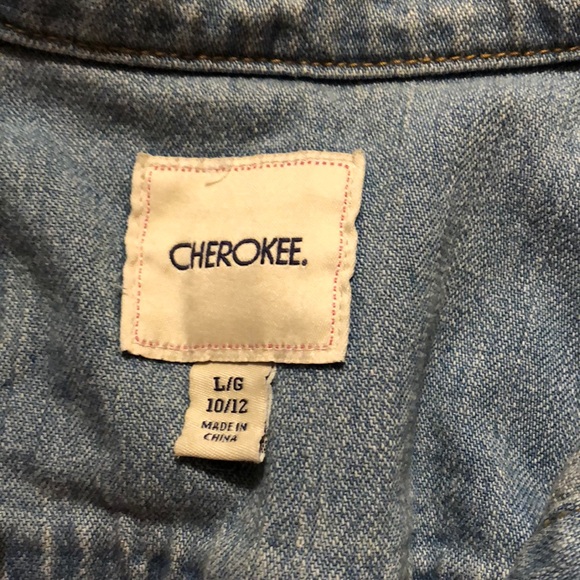 CHEROKEE.
L/G
10/12
MADE IN
CHINA